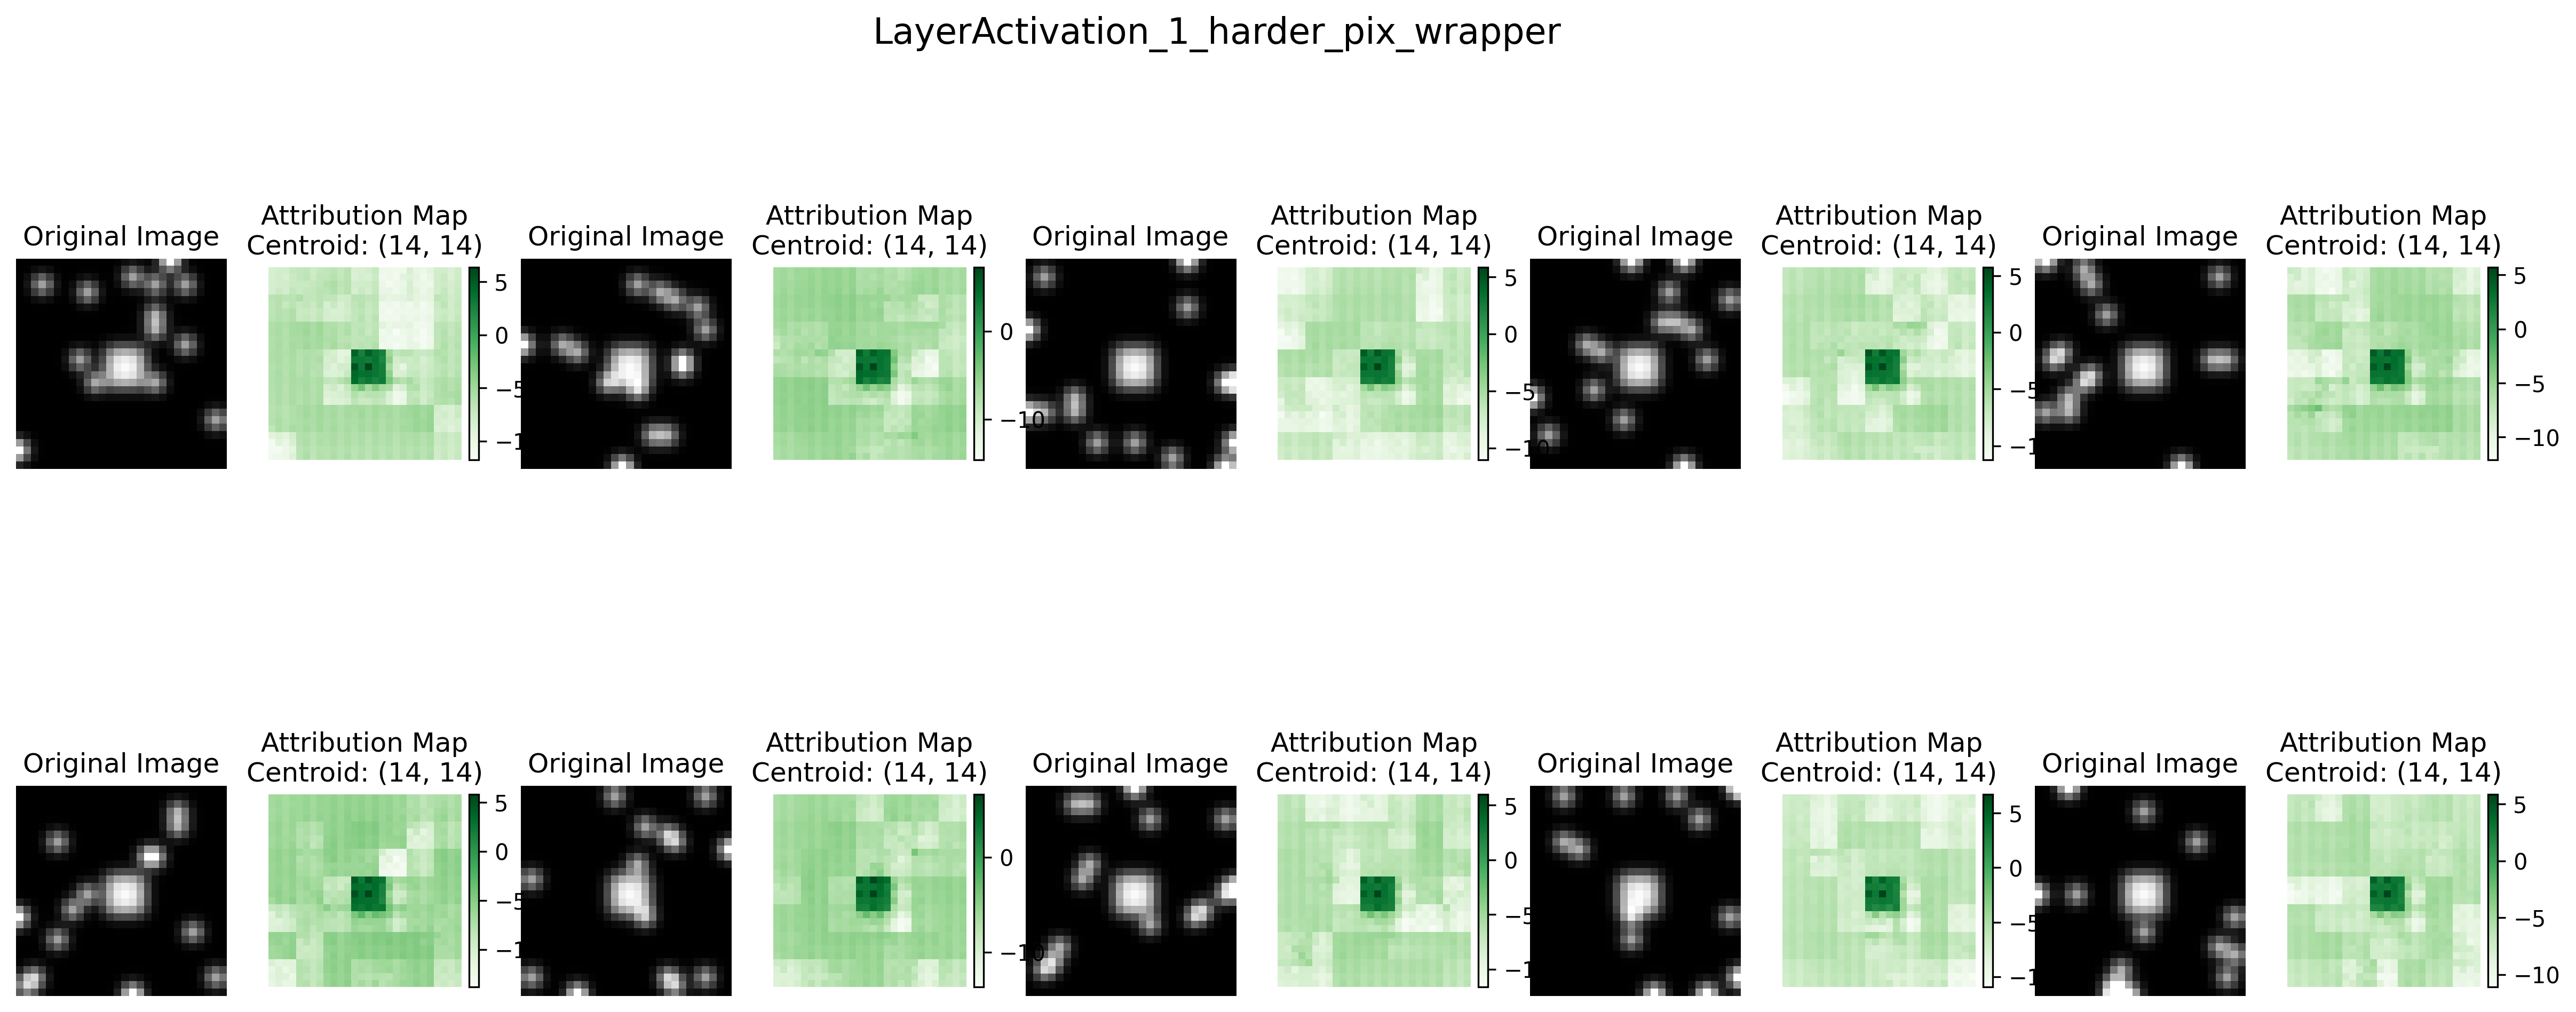 LayerActivation_1_harder_pix_wrapper
Original Image
Attribution Map
Centroid: (14, 14)
5
0
Original Image
Attribution Map
Centroid: (14, 14)
0
−10
Original Image
Attribution Map
Centroid: (14, 14)
5
0
−5
−10
Original Image
Attribution Map
Centroid: (14, 14)
5
0
Original Image
Attribution Map
Centroid: (14, 14)
5
0
−5
−10
Original Image
Attribution Map
Centroid: (14, 14)
5
0
Original Image
Attribution Map
Centroid: (14, 14)
0
−10
Original Image
Attribution Map
Centroid: (14, 14)
5
0
Original Image
Attribution Map
Centroid: (14, 14)
5
0
Original Image
Attribution Map
Centroid: (14, 14)
5
0
−5
−10